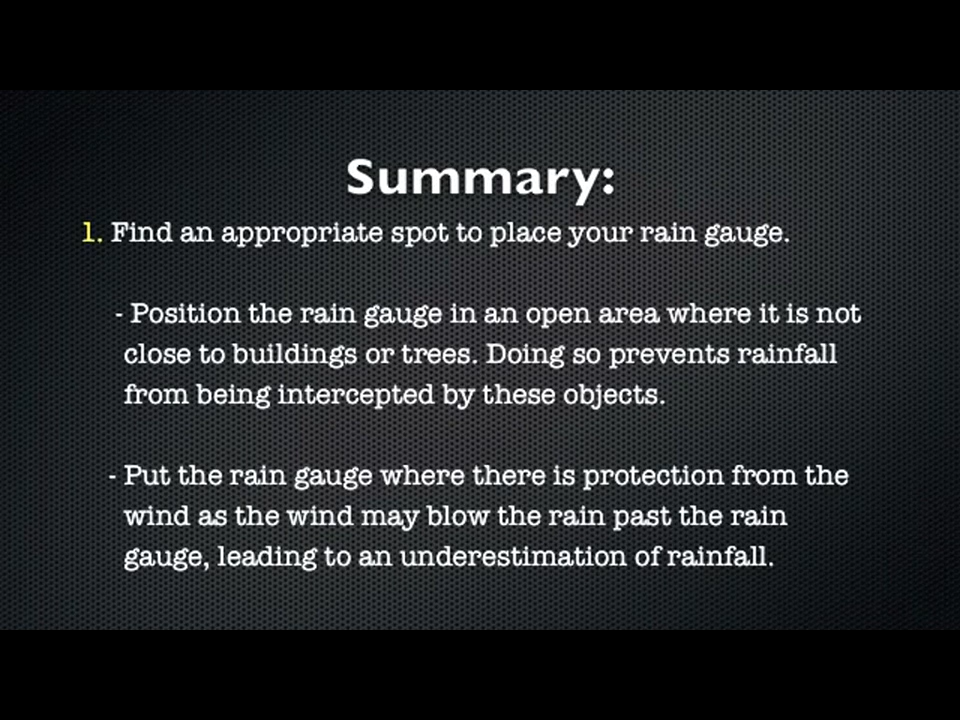 Summary:
1. Find an appropriate spot to place your rain gauge.
- Position the rain gauge in an open area where it is not
close to buildings or trees. Doing so prevents rainfall
from being intercepted by these objects.
- Put the rain gauge where there is protection from the
wind as the wind may blow the rain past the rain
gauge, leading to an underestimation of rainfall.